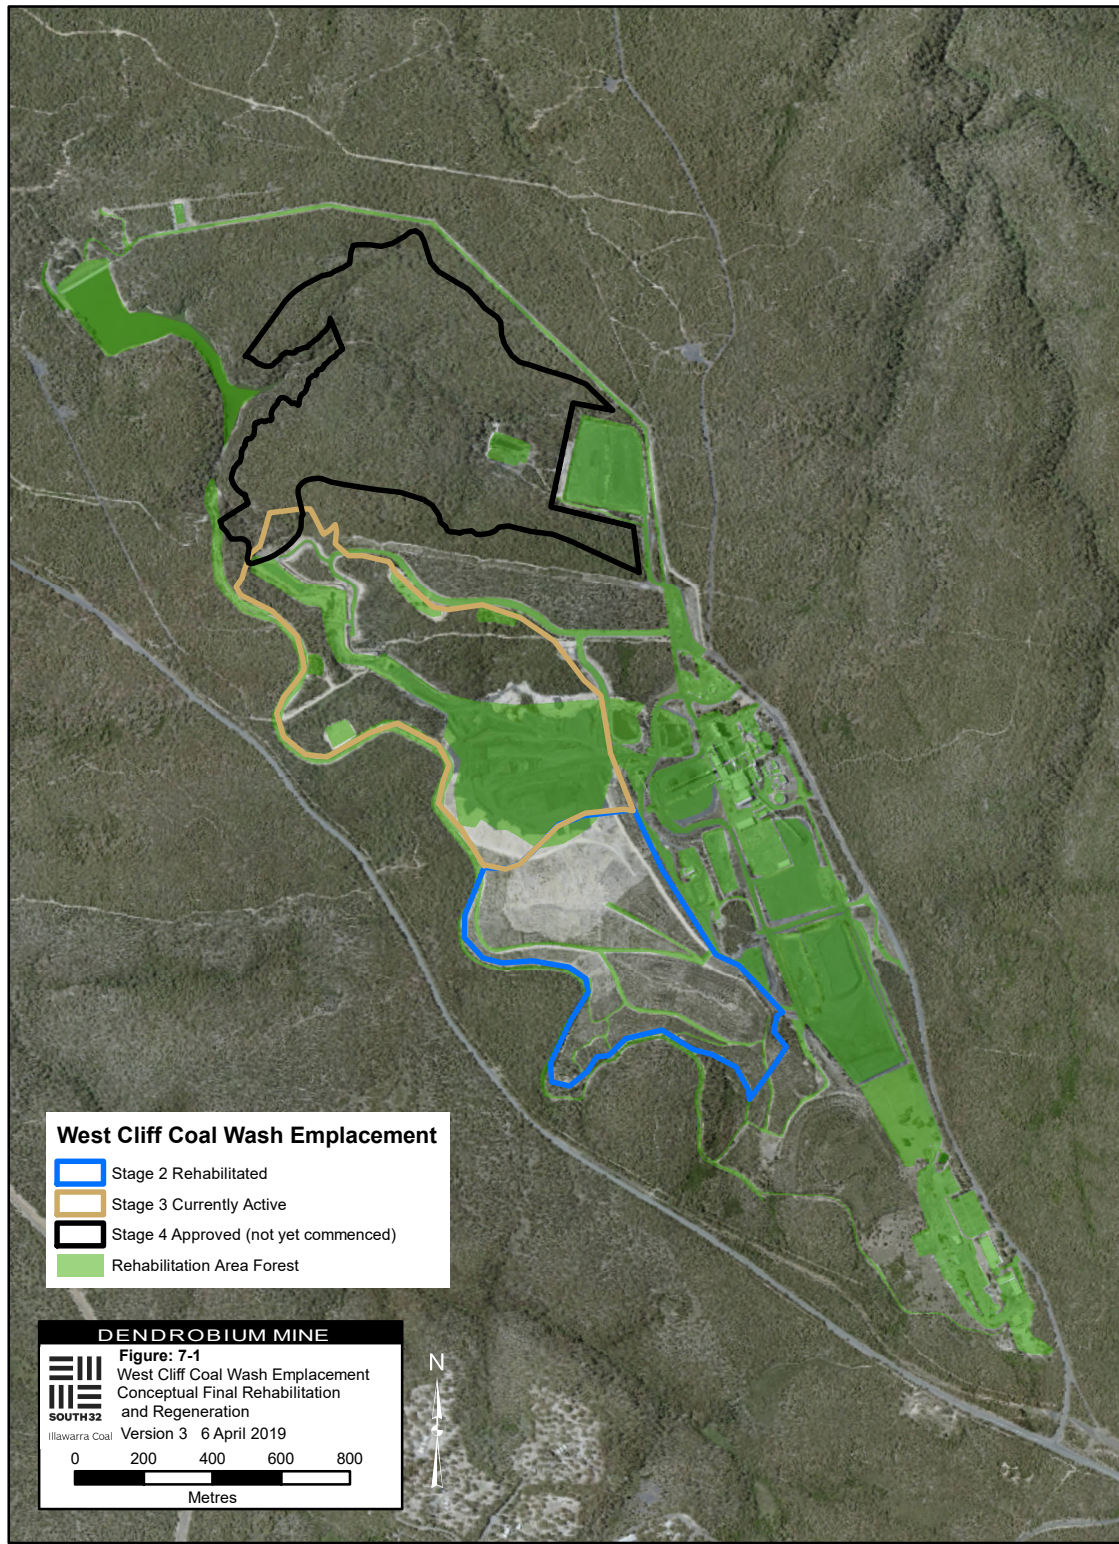 West Cliff Coal Wash Emplacement
Stage 2 Rehabilitated
Stage 3 Currently Active
Stage 4 Approved (not yet commenced)
Rehabilitation Area Forest
DENDROBIUM MINE
Figure: 7-1
West Cliff Coal Wash Emplacement
Conceptual Final Rehabilitation
and Regeneration
SOUTH32
Illawarra Coal
Version 3 6 April 2019
0 200 400 600 800
Metres
N